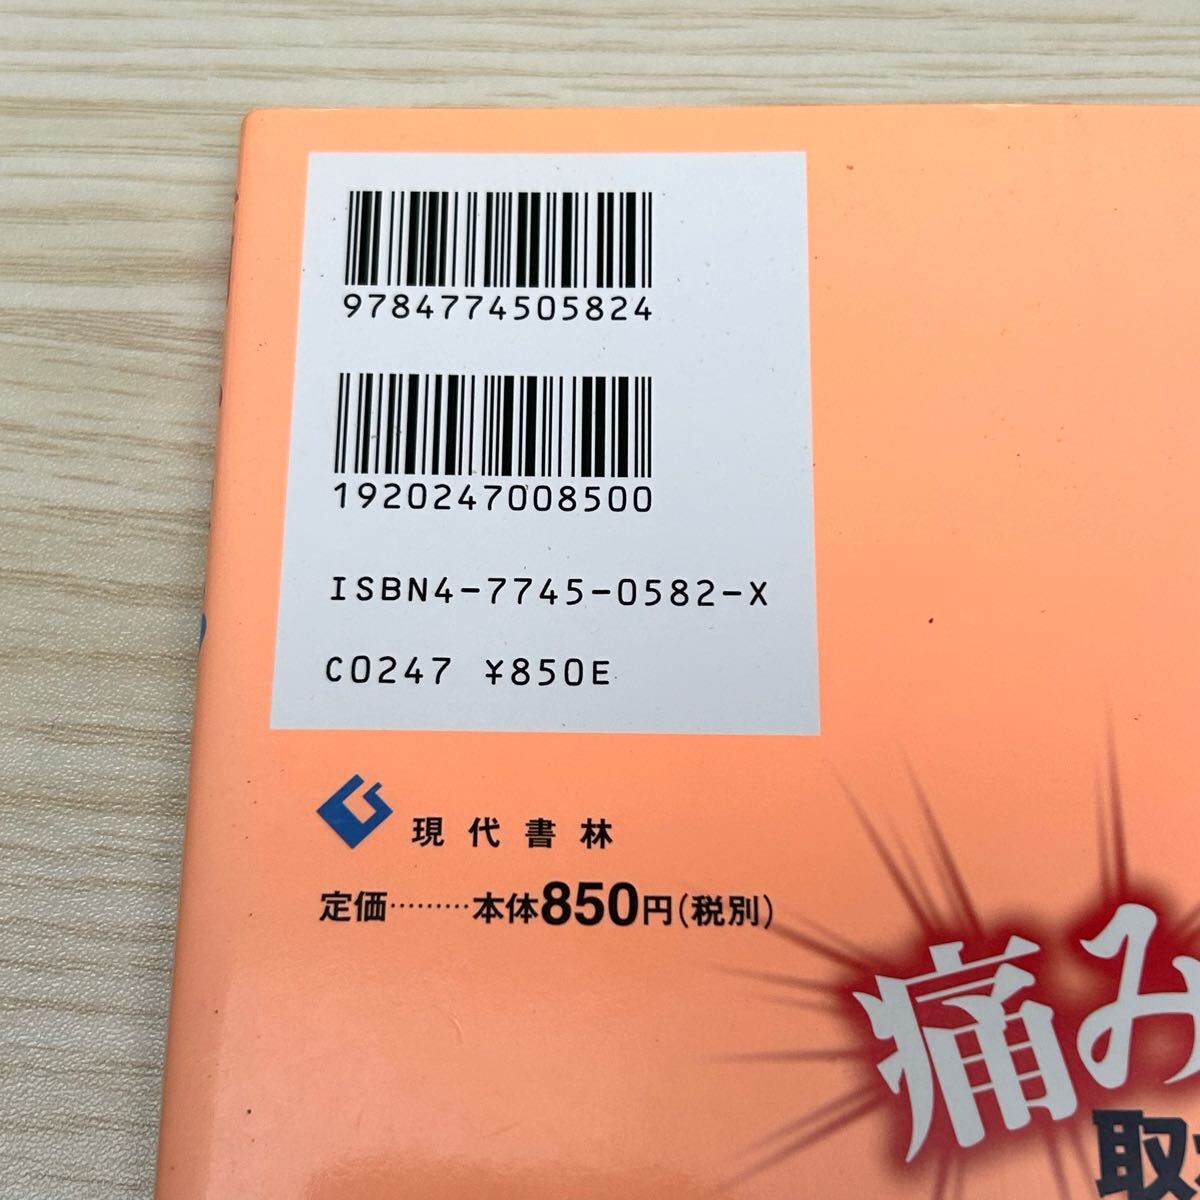 9784774505824
1920247008500
ISBN4-7745-0582-X
C0247 ¥850E
現代書林
定価………本体850円(税別)
痛み
取